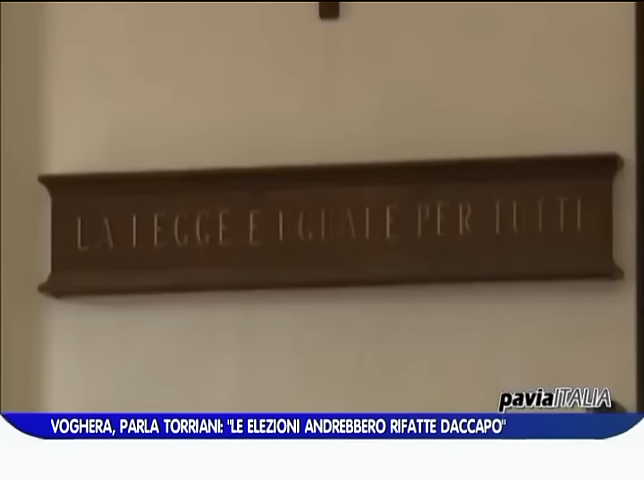 LA LEGGE E UGUALE PER TUTTI
paviaITALIA
VOGHERA, PARLA TORRIANI: "LE ELEZIONI ANDREBBERO RIFATTE DACCAPO"